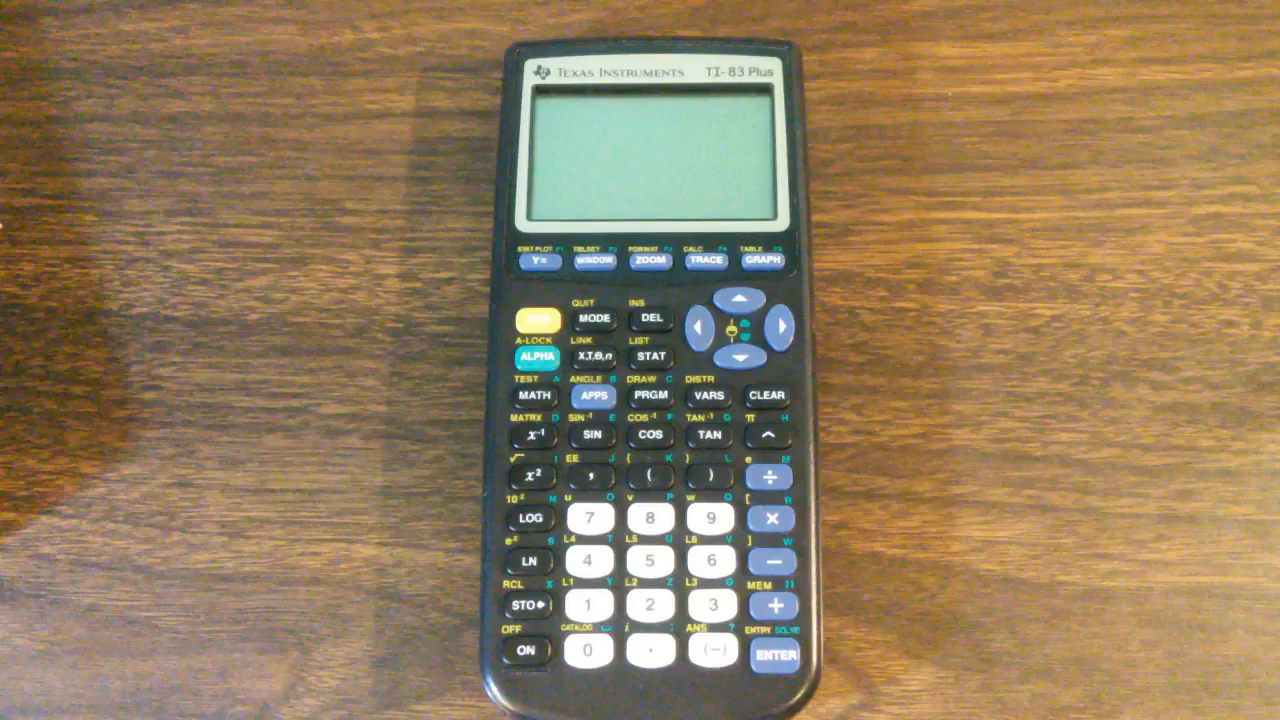 TEXAS INSTRUMENTS TI-83 Plus
STAT PLOT F1 TBLSET F2 FORMAT F3 CALC F4 TABLE F5
Y= WINDOW ZOOM TRACE GRAPH
QUIT INS
MODE DEL
A-LOCK LINK LIST
ALPHA X,T,Θ,n STAT
TEST A ANGLE B DRAW C DISTR
MATH APPS PRGM VARS CLEAR
MATRX D SIN⁻¹ E COS⁻¹ F TAN⁻¹ G π H
x⁻¹ SIN COS TAN ^
√ I EE J { K } L e M
x² , ( ) ÷
10ˣ N u O v P w Q [ R
LOG 7 8 9 ×
eˣ S L4 T L5 U L6 V ] W
LN 4 5 6 −
RCL X L1 Y L2 Z L3 θ MEM "
STO▸ 1 2 3 +
OFF CATALOG i : ANS ? ENTRY SOLVE
ON 0 . (−) ENTER